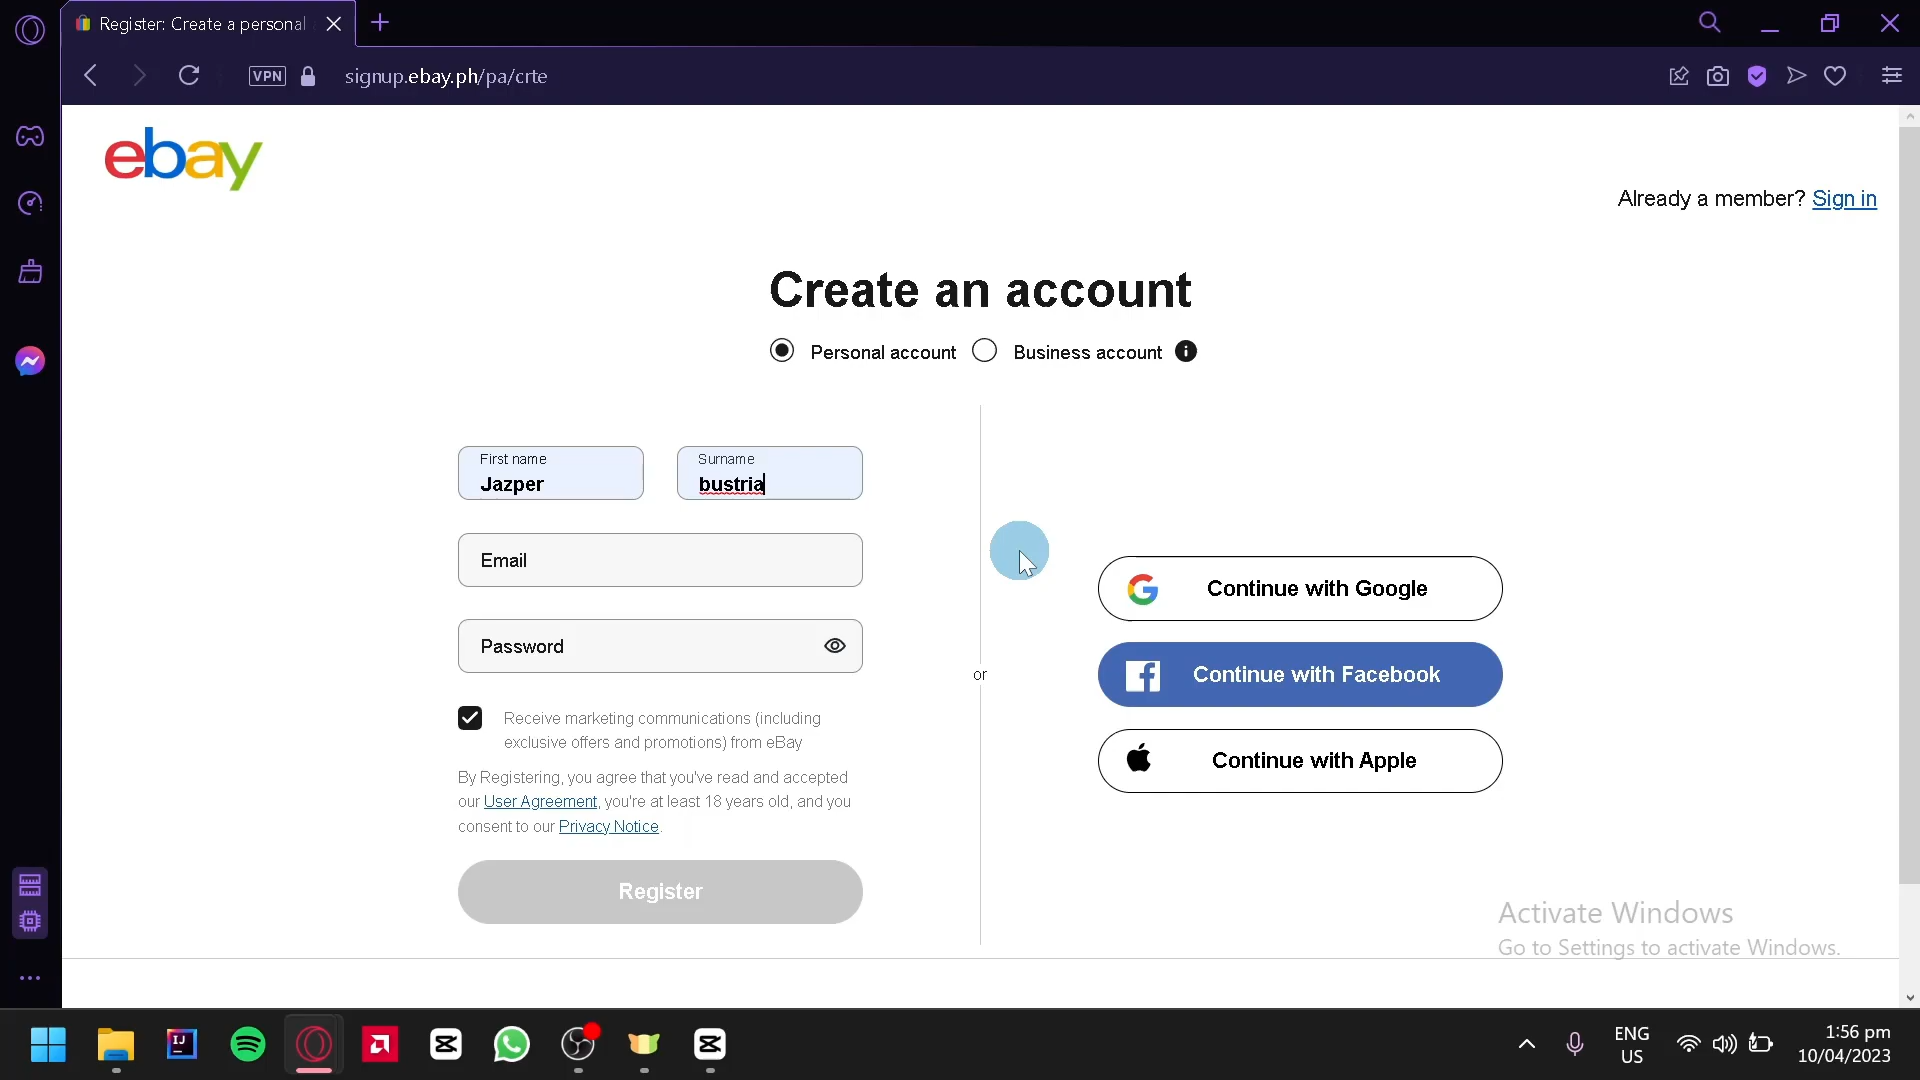 Register: Create a personal
VPN
signup.ebay.ph/pa/crte
ebay
Already a member? Sign in
Create an account
Personal account
Business account
First name
Jazper
Surname
bustria
Email
Password
Receive marketing communications (including
exclusive offers and promotions) from eBay
By Registering, you agree that you've read and accepted
our User Agreement, you're at least 18 years old, and you
consent to our Privacy Notice.
Register
or
Continue with Google
Continue with Facebook
Continue with Apple
Activate Windows
Go to Settings to activate Windows.
IJ
ENG
US
1:56 pm
10/04/2023